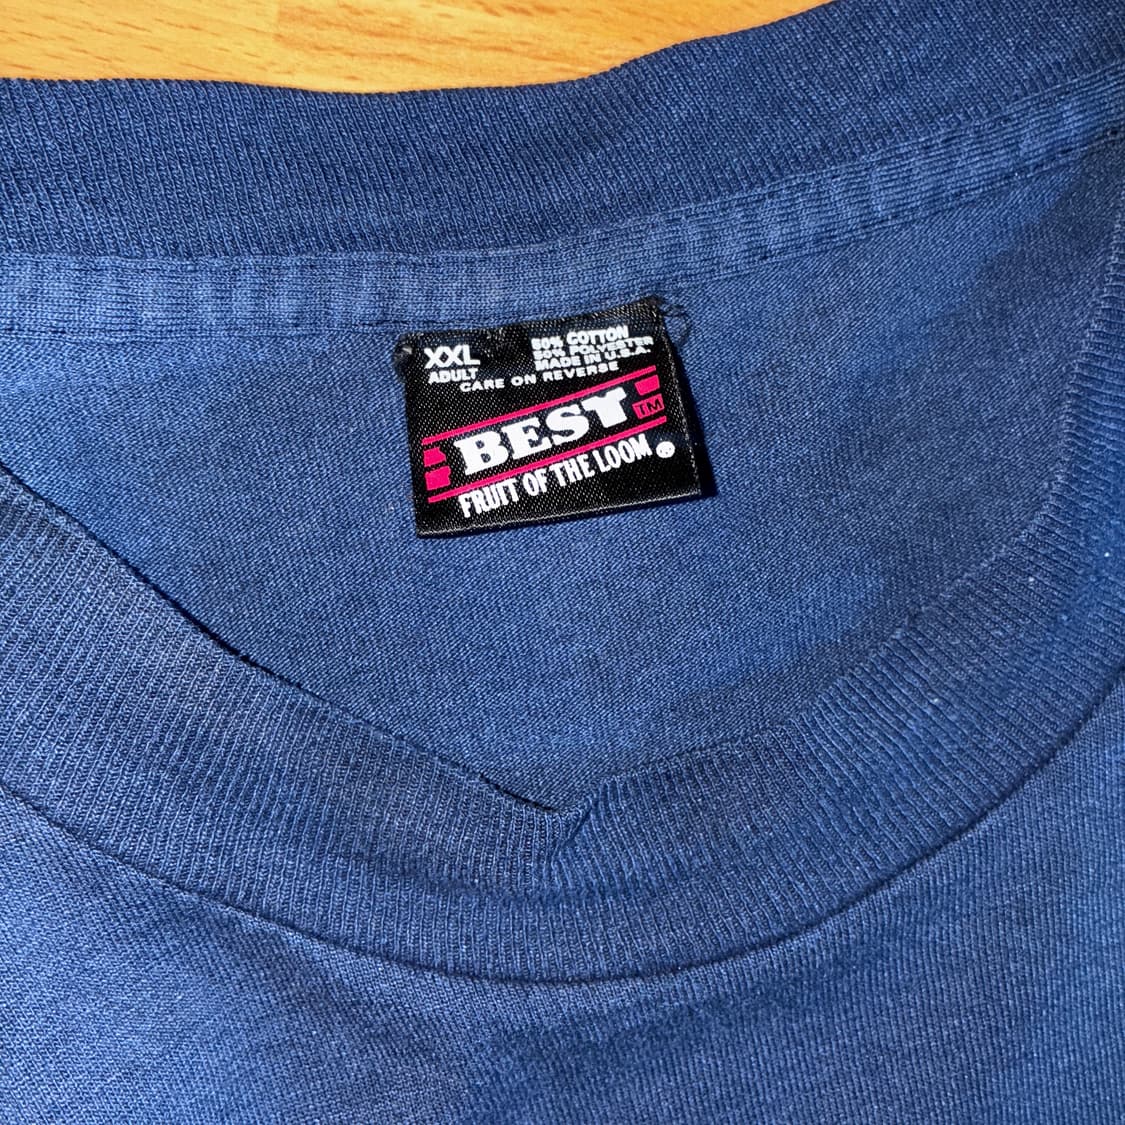 XXL
ADULT
50% COTTON
50% POLYESTER
MADE IN U.S.A.
CARE ON REVERSE
BEST TM
FRUIT OF THE LOOM ®